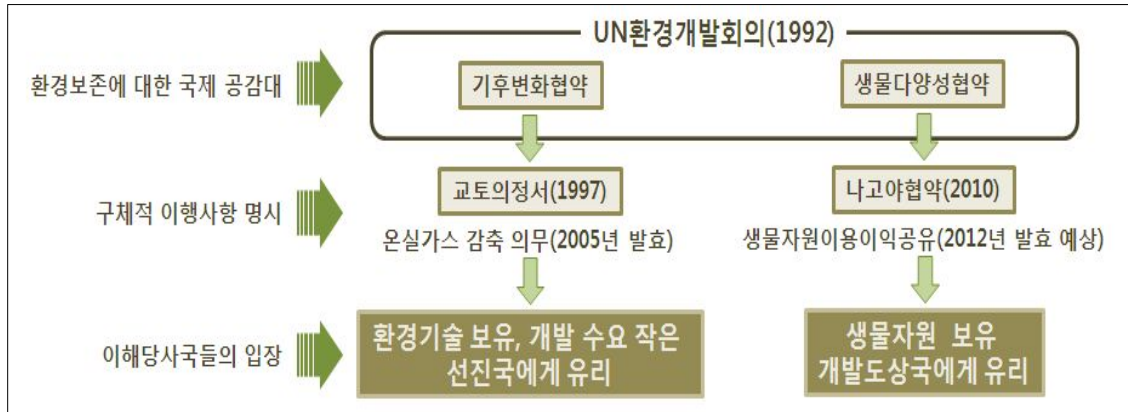 UN환경개발회의(1992)
환경보존에 대한 국제 공감대
기후변화협약
생물다양성협약
구체적 이행사항 명시
교토의정서(1997)
나고야협약(2010)
온실가스 감축 의무(2005년 발효)
생물자원이용이익공유(2012년 발효 예상)
이해당사국들의 입장
환경기술 보유, 개발 수요 작은
선진국에게 유리
생물자원 보유
개발도상국에게 유리